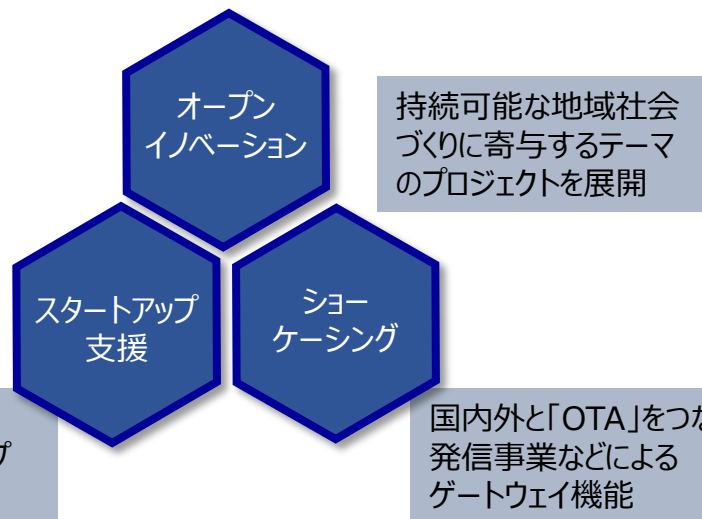 オープン
イノベーション
持続可能な地域社会
づくりに寄与するテーマ
のプロジェクトを展開
スタートアップ
支援
ショー
ケーシング
プ
国内外と「OTA」をつな
発信事業などによる
ゲートウェイ機能